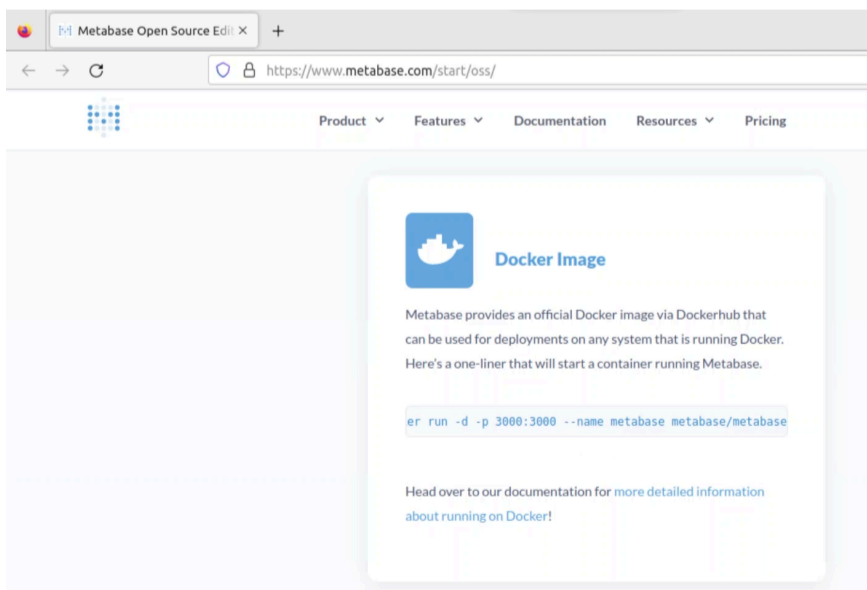 Metabase Open Source Edi
https://www.metabase.com/start/oss/
Product Features Documentation Resources Pricing
Docker Image
Metabase provides an official Docker image via Dockerhub that
can be used for deployments on any system that is running Docker.
Here's a one-liner that will start a container running Metabase.
er run -d -p 3000:3000 --name metabase metabase/metabase
Head over to our documentation for more detailed information
about running on Docker!